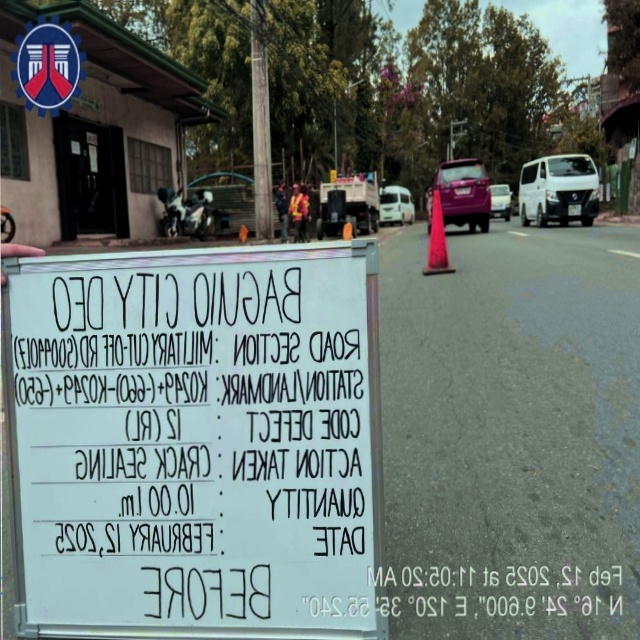 BAGUIO CITY DEO
ROAD SECTION : MILITARY CUT-OFF RD (S00440LZ)
STATION/LANDMARK : K0249+(-660)-K0249+(-650)
CODE DEFECT : 12 (RL)
ACTION TAKEN : CRACK SEALING
QUANTITY : 10.00 l.m.
DATE : FEBRUARY 12, 2025
BEFORE
Feb 12, 2025 at 11:05:20 AM
N 16° 24' 9.600", E 120° 35' 55.240"